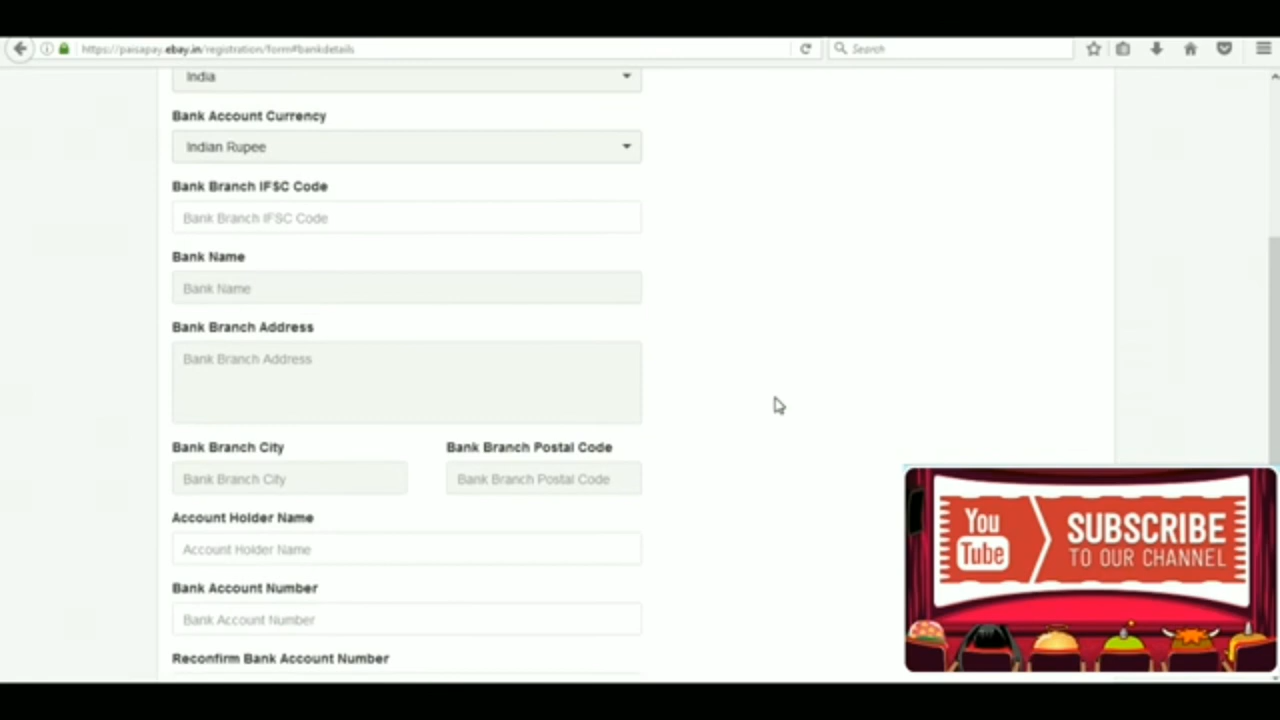 https://paisapay.ebay.in/registration/form#bankdetails
Search
India
Bank Account Currency
Indian Rupee
Bank Branch IFSC Code
Bank Branch IFSC Code
Bank Name
Bank Name
Bank Branch Address
Bank Branch Address
Bank Branch City Bank Branch Postal Code
Bank Branch City Bank Branch Postal Code
Account Holder Name
Account Holder Name
Bank Account Number
Bank Account Number
Reconfirm Bank Account Number
You
Tube
SUBSCRIBE
TO OUR CHANNEL